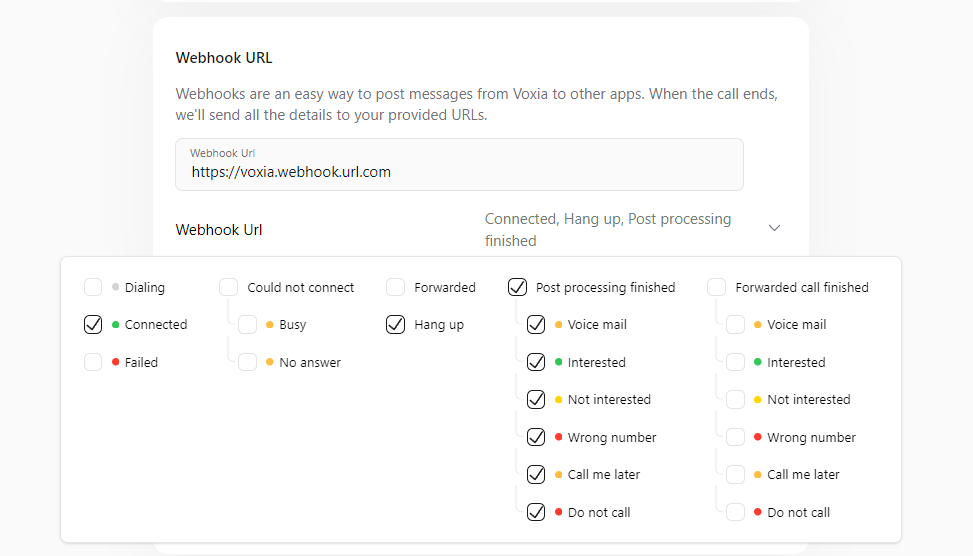 Webhook URL
Webhooks are an easy way to post messages from Voxia to other apps. When the call ends,
we'll send all the details to your provided URLs.
Webhook Url
https://voxia.webhook.url.com
Webhook Url
Connected, Hang up, Post processing
finished
Dialing
Connected
Failed
Could not connect
Busy
No answer
Forwarded
Hang up
Post processing finished
Voice mail
Interested
Not interested
Wrong number
Call me later
Do not call
Forwarded call finished
Voice mail
Interested
Not interested
Wrong number
Call me later
Do not call